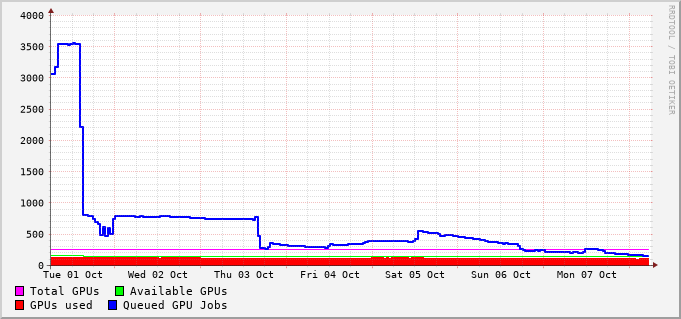 4000
3500
3000
2500
2000
1500
1000
500
0
Tue 01 Oct Wed 02 Oct Thu 03 Oct Fri 04 Oct Sat 05 Oct Sun 06 Oct Mon 07 Oct
Total GPUs Available GPUs
GPUs used Queued GPU Jobs
RRDTOOL / TOBI OETIKER